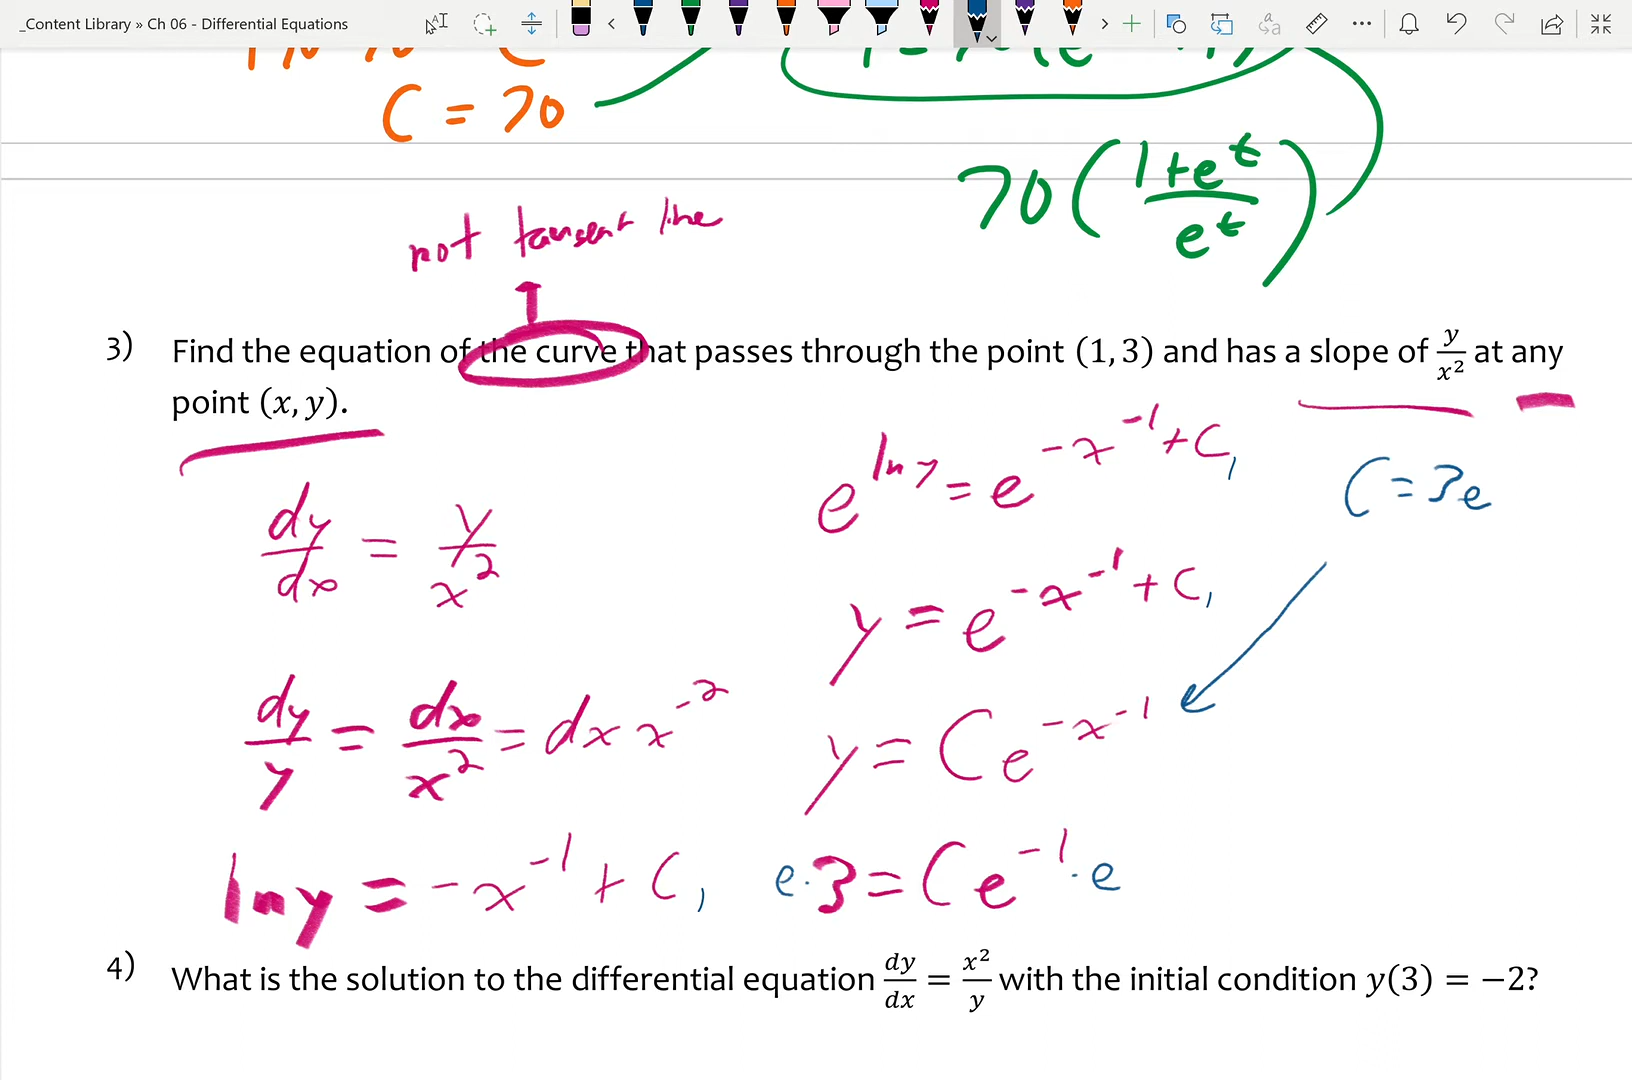 _Content Library » Ch 06 - Differential Equations
C = 70
70 ( (1+e^t)/(e^t) )
not tangent line
3) Find the equation of the curve that passes through the point (1, 3) and has a slope of y/x² at any
point (x, y).
dy/dx = y/x²
dy/y = dx/x² = dx x⁻²
ln y = -x⁻¹ + C₁
e^(ln y) = e^(-x⁻¹ + C₁)
y = e^(-x⁻¹ + C₁)
y = C e^(-x⁻¹)
e·3 = C e⁻¹·e
C = 3e
4) What is the solution to the differential equation dy/dx = x²/y with the initial condition y(3) = −2?